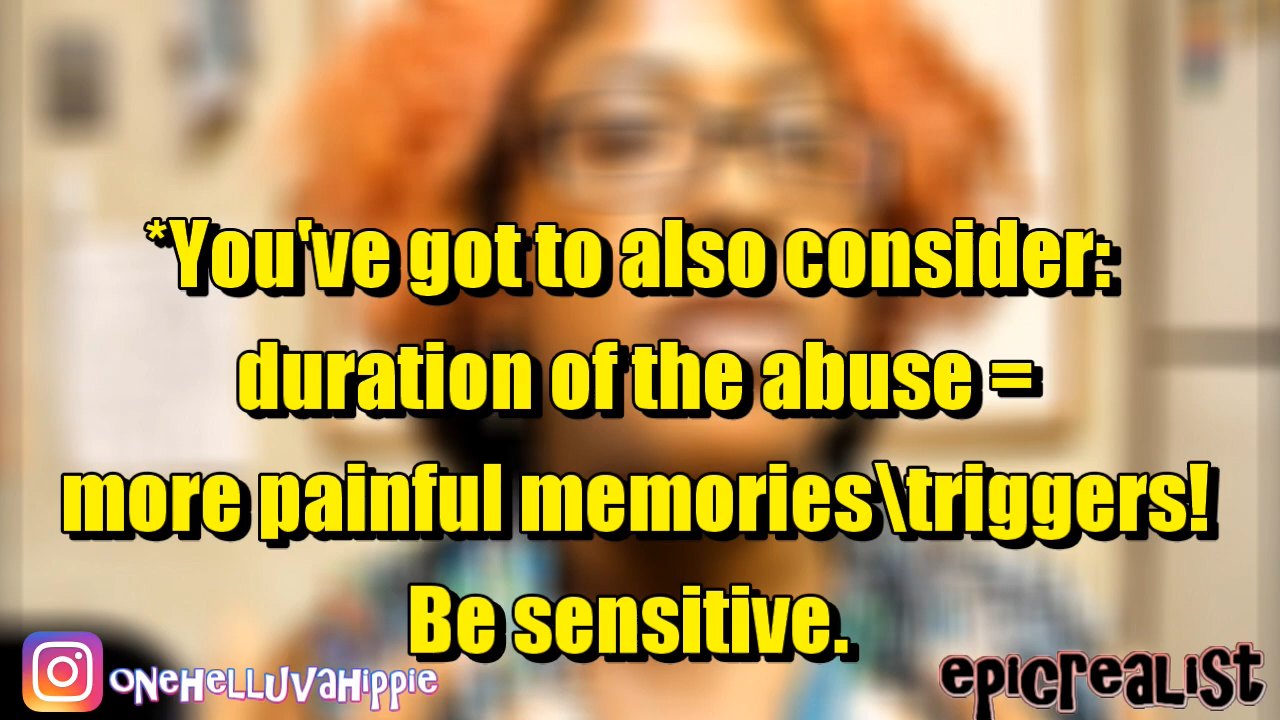 *You've got to also consider:
duration of the abuse =
more painful memories\triggers!
Be sensitive.
oNeHeLLUVaHippie
epicrealist